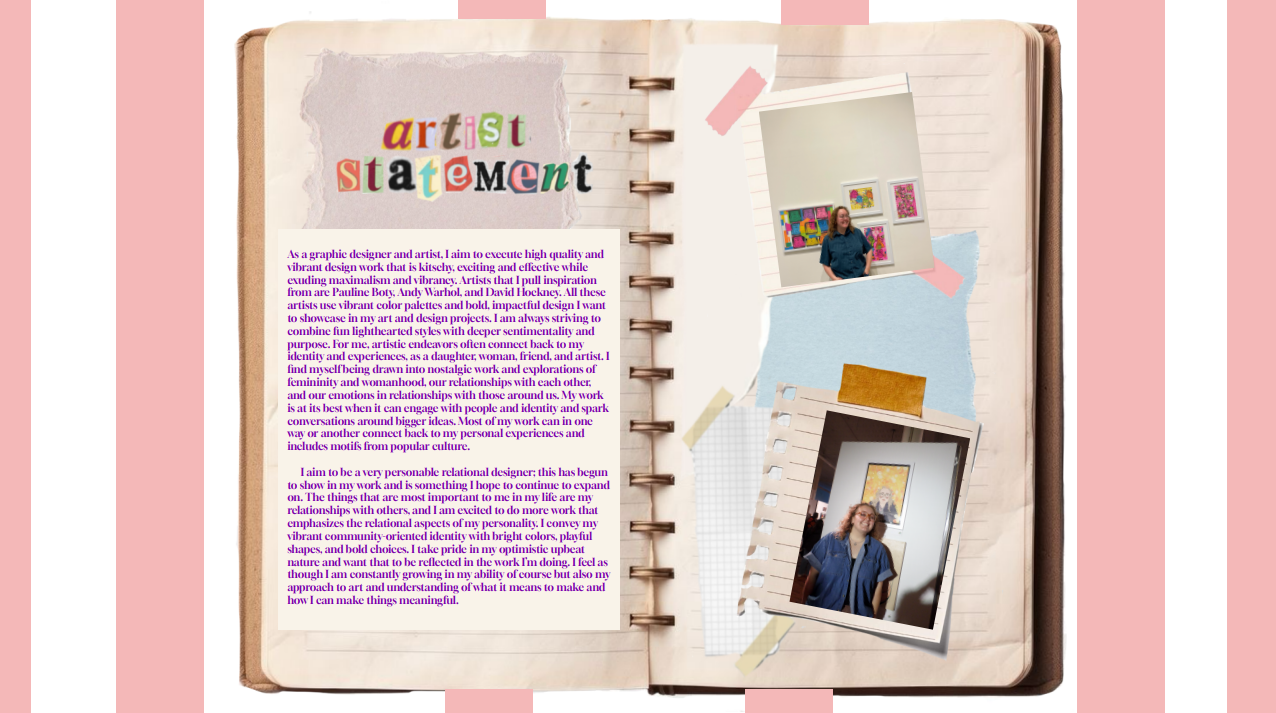 artist
statement
As a graphic designer and artist, I aim to execute high quality and
vibrant design work that is kitschy, exciting and effective while
exuding maximalism and vibrancy. Artists that I pull inspiration
from are Pauline Boty, Andy Warhol, and David Hockney. All these
artists use vibrant color palettes and bold, impactful design I want
to showcase in my art and design projects. I am always striving to
combine fun lighthearted styles with deeper sentimentality and
purpose. For me, artistic endeavors often connect back to my
identity and experiences, as a daughter, woman, friend, and artist. I
find myself being drawn into nostalgic work and explorations of
femininity and womanhood, our relationships with each other,
and our emotions in relationships with those around us. My work
is at its best when it can engage with people and identity and spark
conversations around bigger ideas. Most of my work can in one
way or another connect back to my personal experiences and
includes motifs from popular culture.
I aim to be a very personable relational designer; this has begun
to show in my work and is something I hope to continue to expand
on. The things that are most important to me in my life are my
relationships with others, and I am excited to do more work that
emphasizes the relational aspects of my personality. I convey my
vibrant community-oriented identity with bright colors, playful
shapes, and bold choices. I take pride in my optimistic upbeat
nature and want that to be reflected in the work I'm doing. I feel as
though I am constantly growing in my ability of course but also my
approach to art and understanding of what it means to make and
how I can make things meaningful.